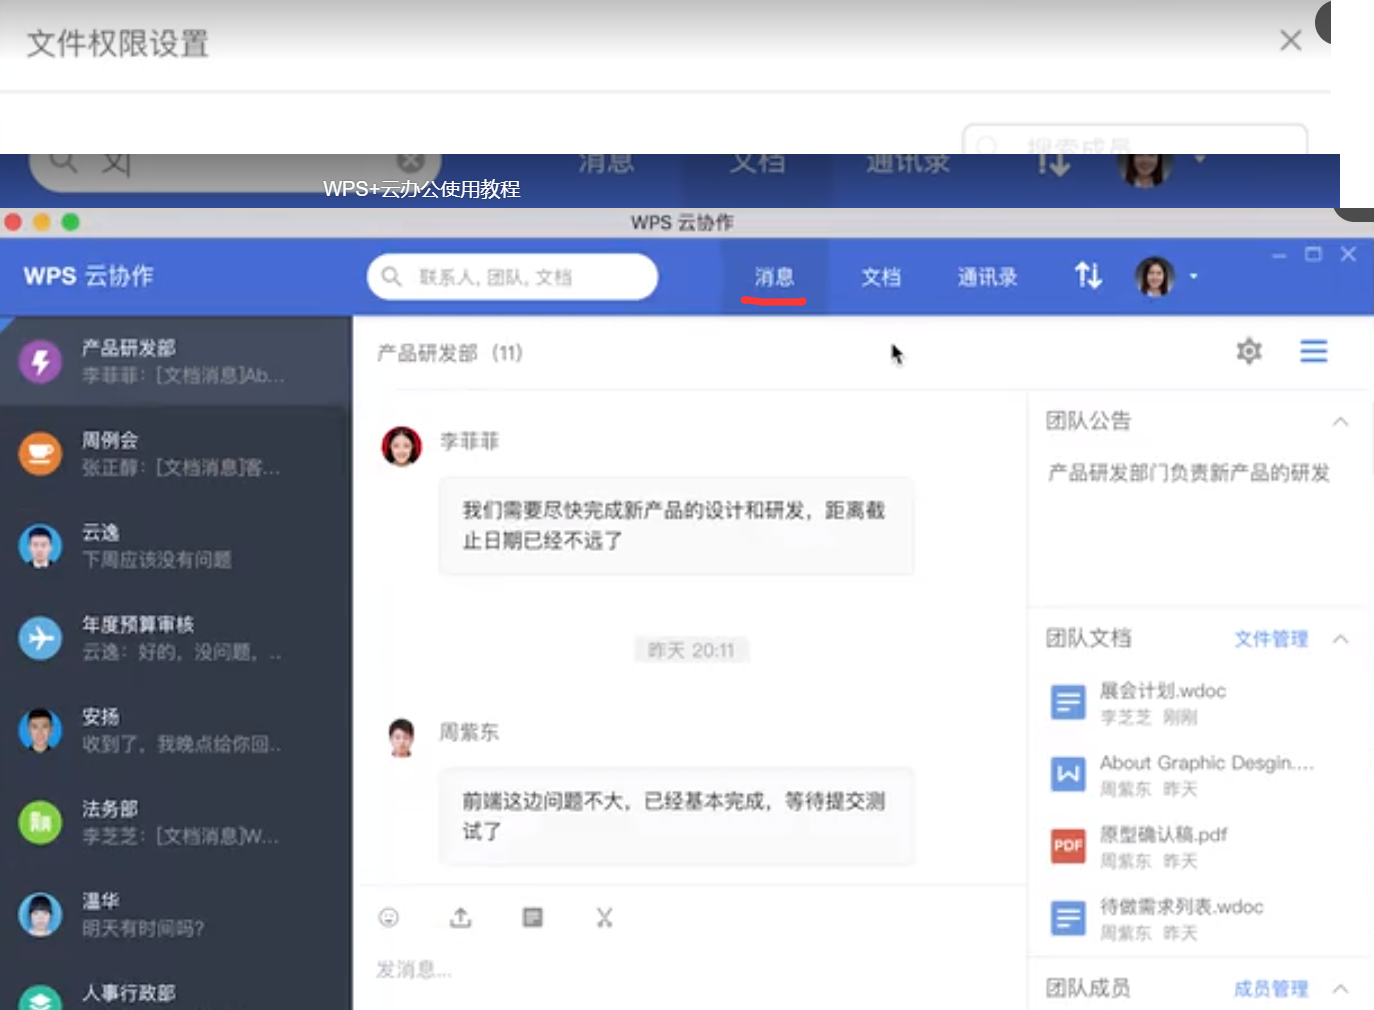 文件权限设置
搜索成员
文
消息
文档
通讯录
WPS+云办公使用教程
WPS 云协作
WPS 云协作
联系人, 团队, 文档
消息
文档
通讯录
产品研发部
李菲菲：[文档消息]Ab...
周例会
张正醇：[文档消息]客...
云逸
下周应该没有问题
年度预算审核
云逸：好的，没问题，..
安扬
收到了，我晚点给你回..
法务部
李芝芝：[文档消息]W...
温华
明天有时间吗?
人事行政部
产品研发部（11）
李菲菲
我们需要尽快完成新产品的设计和研发，距离截
止日期已经不远了
昨天 20:11
周紫东
前端这边问题不大，已经基本完成，等待提交测
试了
发消息...
团队公告
产品研发部门负责新产品的研发
团队文档
文件管理
展会计划.wdoc
李芝芝 刚刚
W
About Graphic Desgin....
周紫东 昨天
PDF
原型确认稿.pdf
周紫东 昨天
待做需求列表.wdoc
周紫东 昨天
团队成员
成员管理